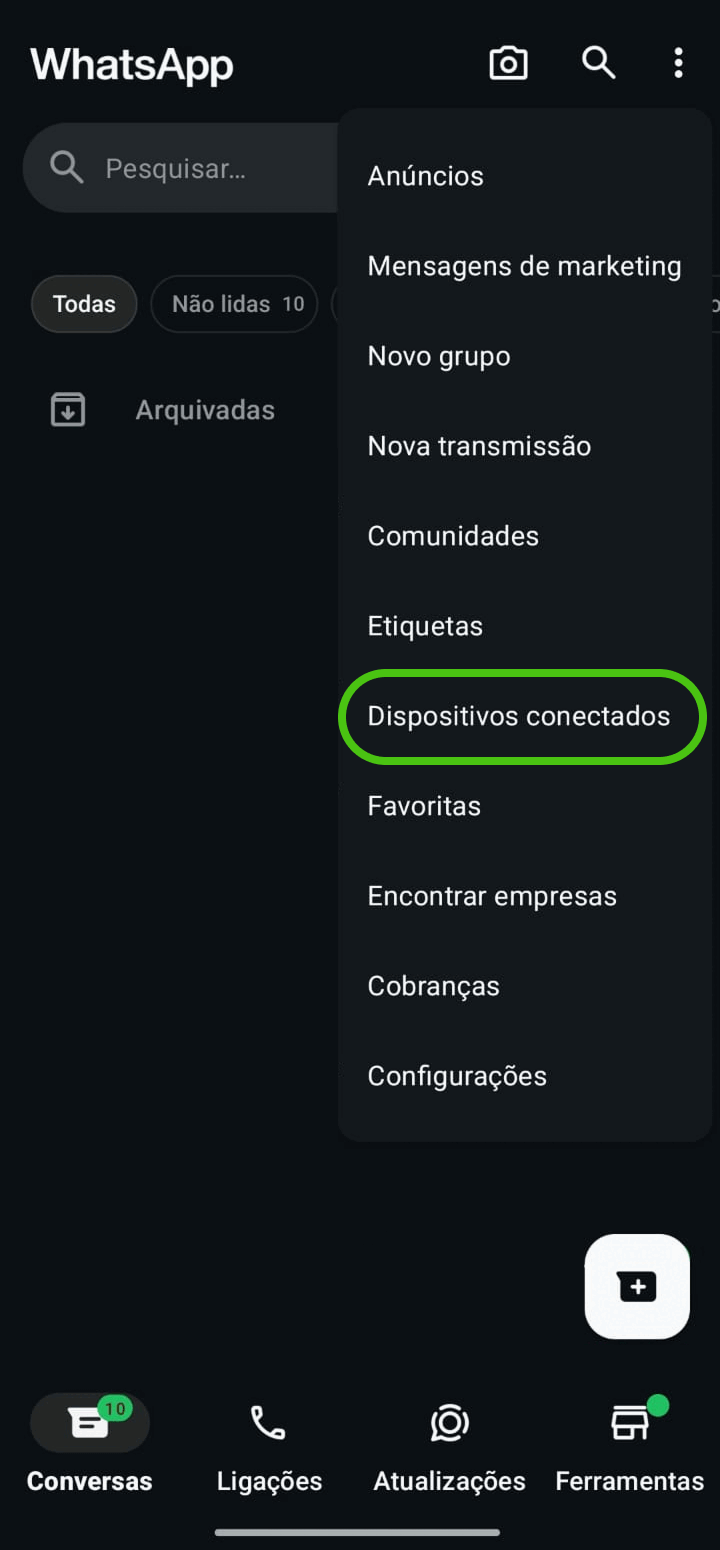 WhatsApp
Pesquisar...
Todas
Não lidas 10
Arquivadas
Anúncios
Mensagens de marketing
Novo grupo
Nova transmissão
Comunidades
Etiquetas
Dispositivos conectados
Favoritas
Encontrar empresas
Cobranças
Configurações
10
Conversas
Ligações
Atualizações
Ferramentas